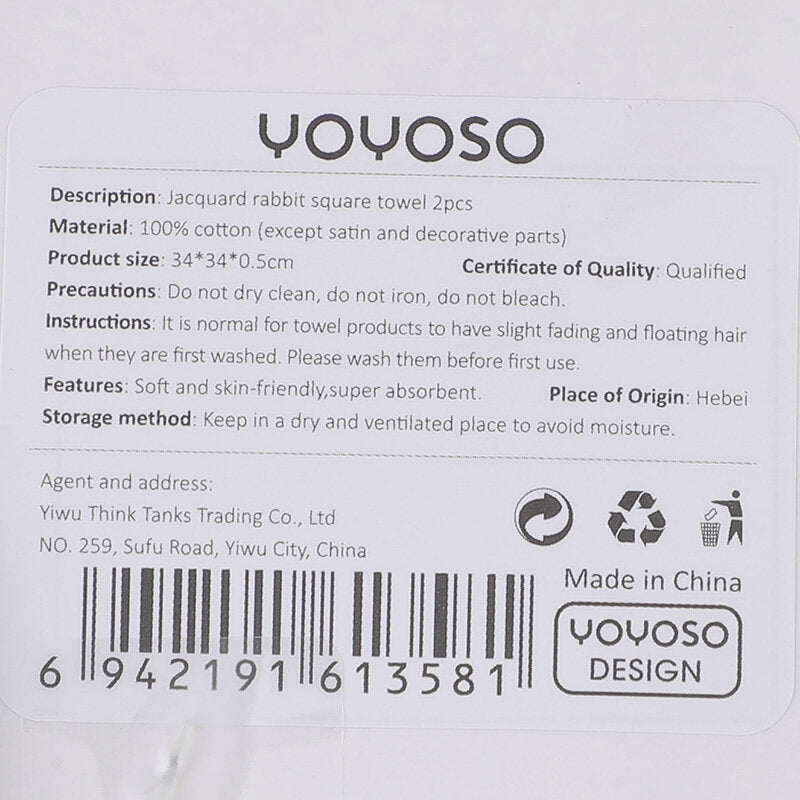 YOYOSO
Description: Jacquard rabbit square towel 2pcs
Material: 100% cotton (except satin and decorative parts)
Product size: 34*34*0.5cm Certificate of Quality: Qualified
Precautions: Do not dry clean, do not iron, do not bleach.
Instructions: It is normal for towel products to have slight fading and floating hair
when they are first washed. Please wash them before first use.
Features: Soft and skin-friendly,super absorbent. Place of Origin: Hebei
Storage method: Keep in a dry and ventilated place to avoid moisture.
Agent and address:
Yiwu Think Tanks Trading Co., Ltd
NO. 259, Sufu Road, Yiwu City, China
Made in China
YOYOSO
DESIGN
6 942191 613581